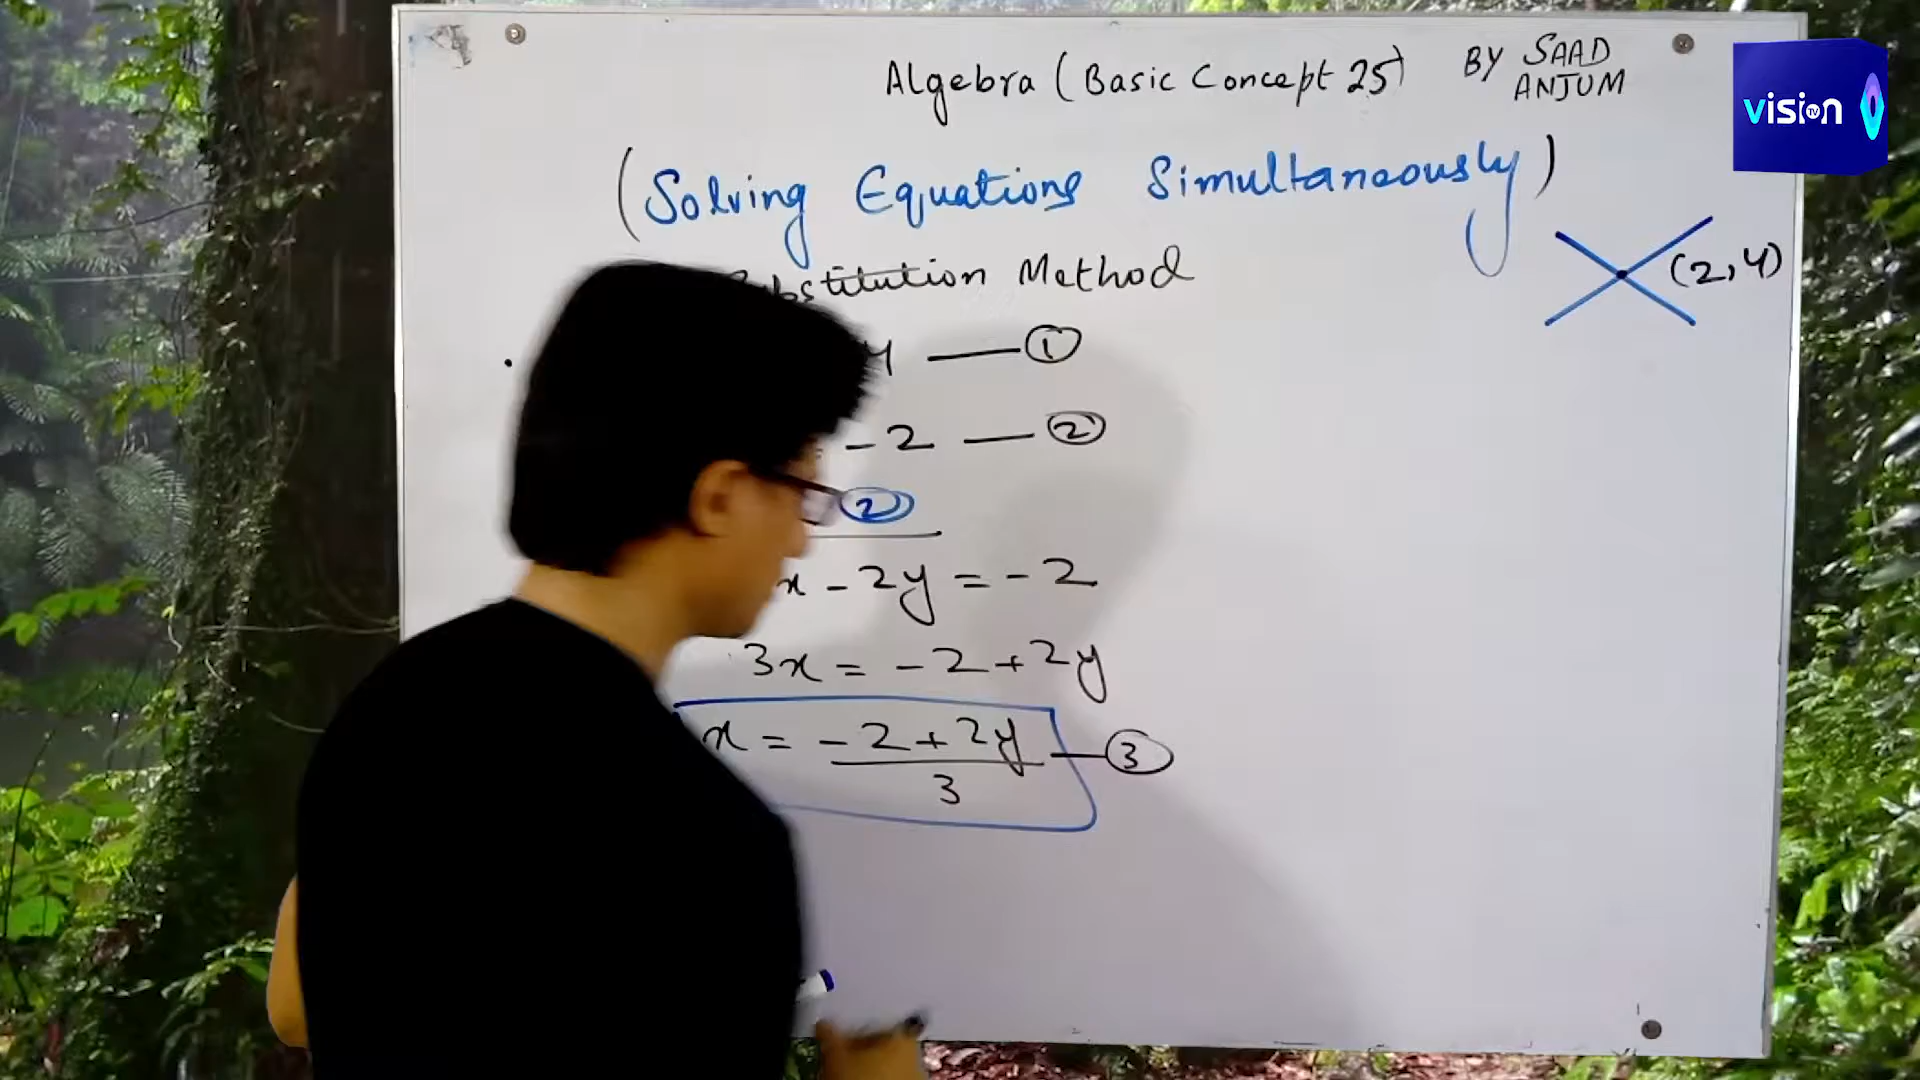 Algebra (Basic Concept 25)
BY SAAD
ANJUM
vision
TV
(Solving Equations Simultaneously)
Method
(2,4)
①
-2 — ②
②
x - 2y = -2
3x = -2+2y
x = -2+2y — ③
3